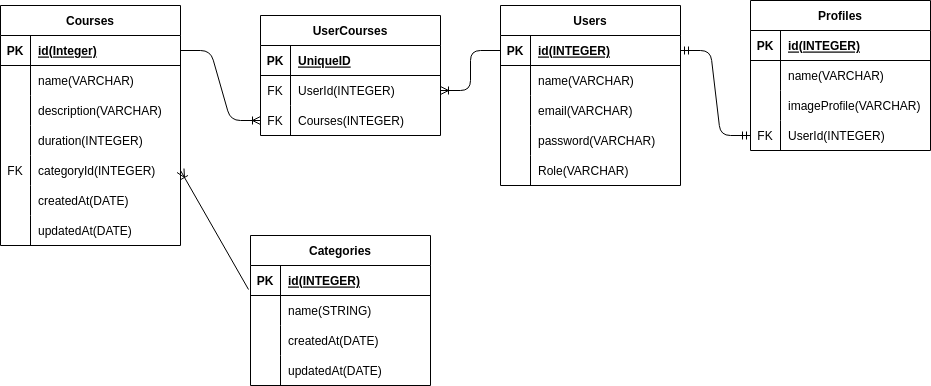 Courses
PK id(Integer)
name(VARCHAR)
description(VARCHAR)
duration(INTEGER)
FK categoryId(INTEGER)
createdAt(DATE)
updatedAt(DATE)
UserCourses
PK UniqueID
FK UserId(INTEGER)
FK Courses(INTEGER)
Users
PK id(INTEGER)
name(VARCHAR)
email(VARCHAR)
password(VARCHAR)
Role(VARCHAR)
Profiles
PK id(INTEGER)
name(VARCHAR)
imageProfile(VARCHAR)
FK UserId(INTEGER)
Categories
PK id(INTEGER)
name(STRING)
createdAt(DATE)
updatedAt(DATE)